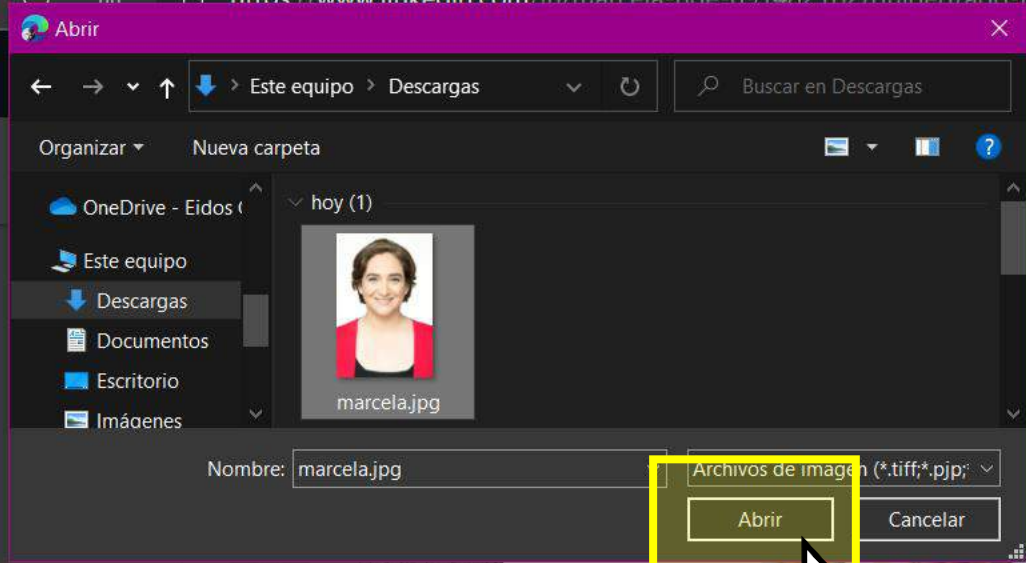 Abrir
Este equipo > Descargas
Buscar en Descargas
Organizar
Nueva carpeta
OneDrive - Eidos
hoy (1)
Este equipo
Descargas
Documentos
Escritorio
Imágenes
marcela.jpg
Nombre:
marcela.jpg
Archivos de imagen (*.tiff;*.pjp;
Abrir
Cancelar